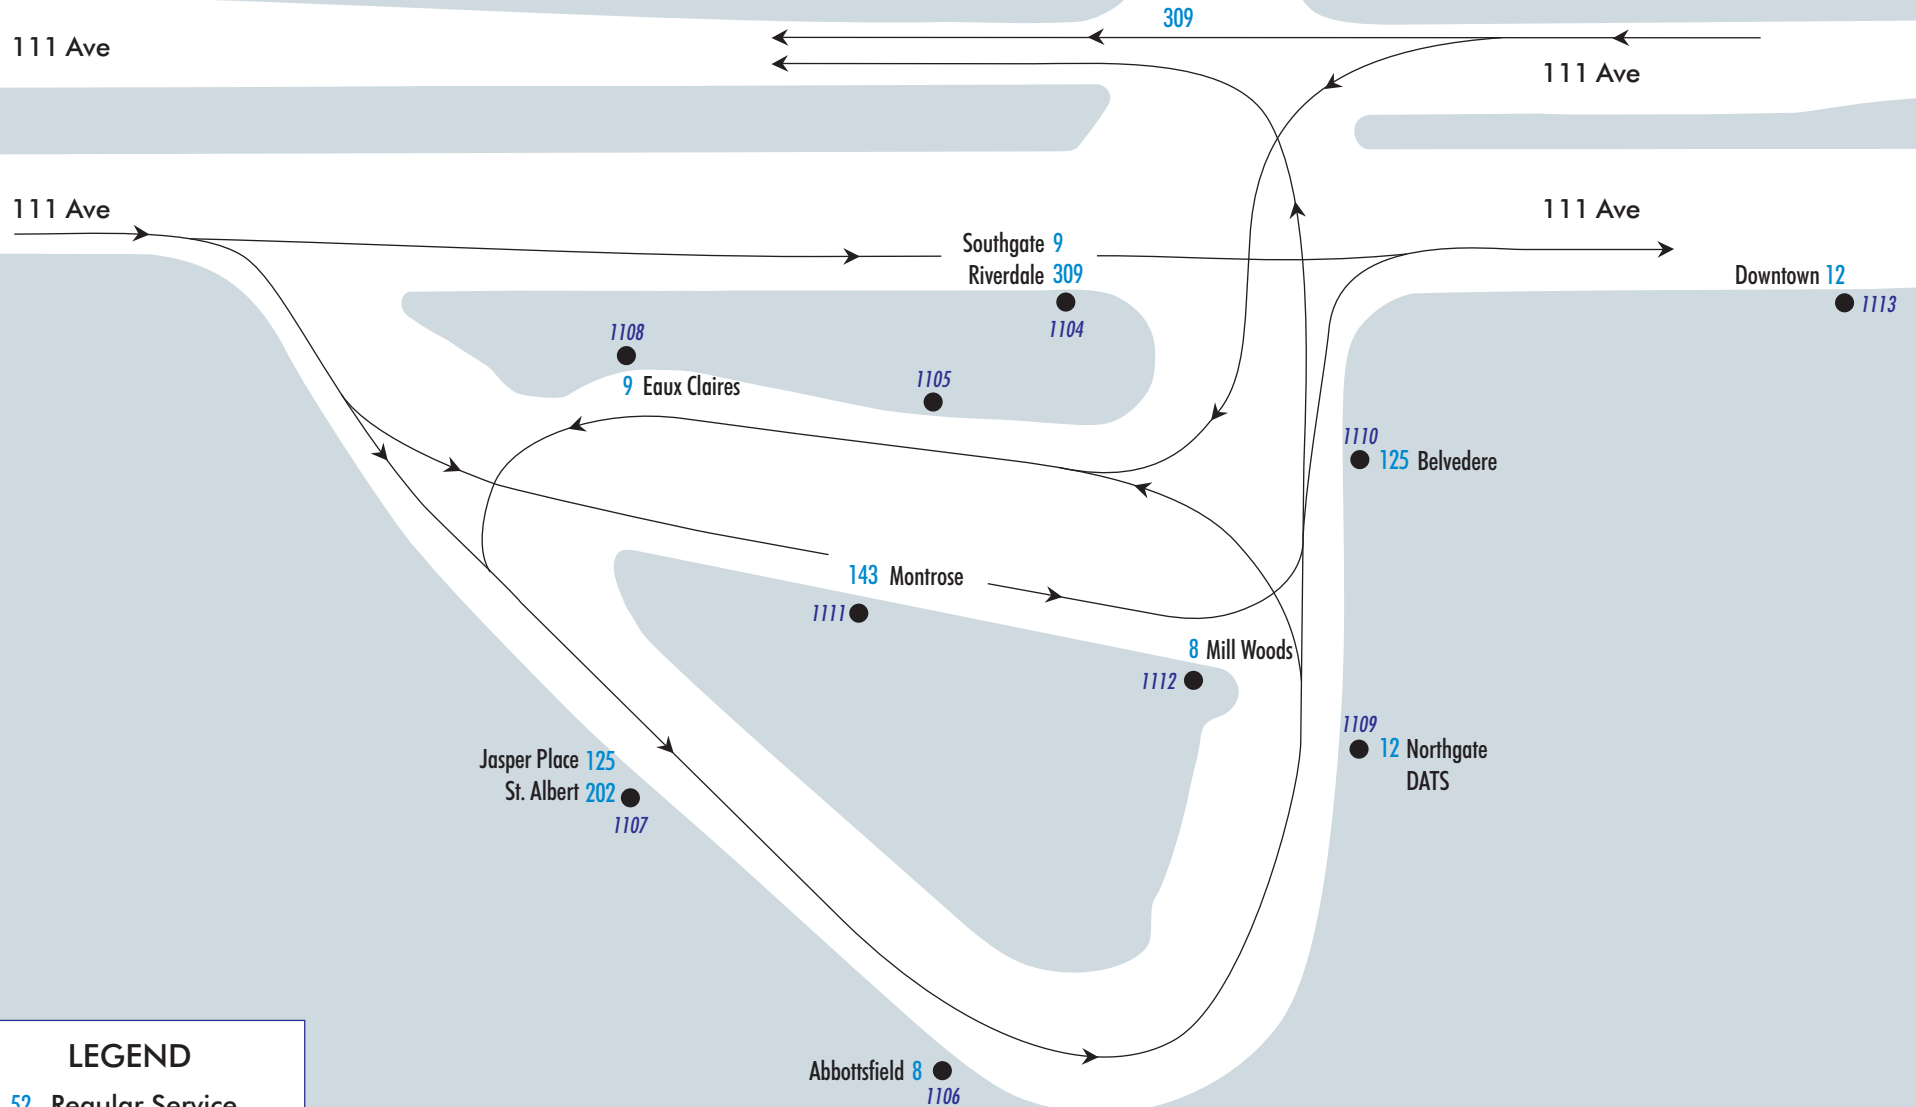 309
111 Ave
111 Ave
111 Ave
111 Ave
Southgate 9
Riverdale 309
1104
Downtown 12
1113
1108
9 Eaux Claires
1105
1110
125 Belvedere
143 Montrose
1111
8 Mill Woods
1112
1109
12 Northgate
DATS
Jasper Place 125
St. Albert 202
1107
LEGEND
Abbottsfield 8
1106
52 Regular Service